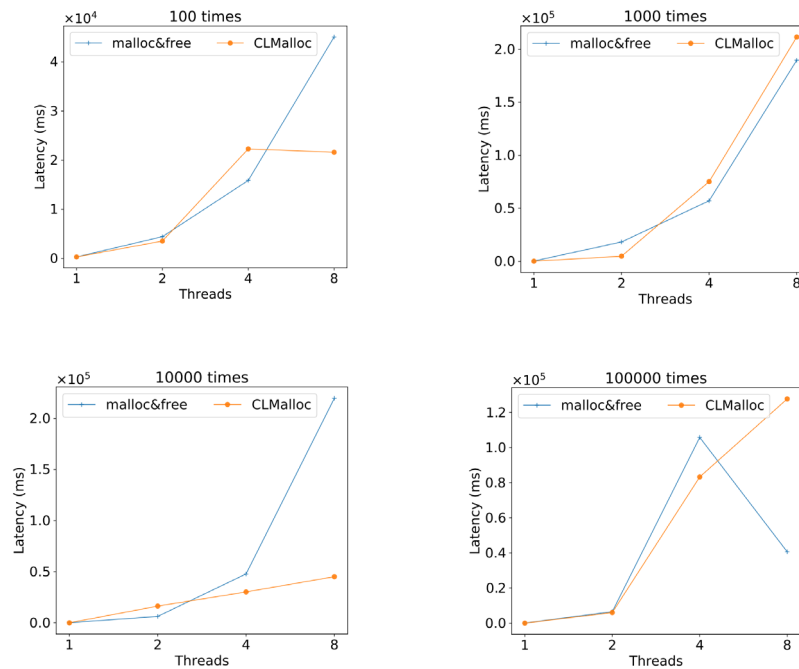 100 times
×10⁴
malloc&free
CLMalloc
4
3
2
1
0
Latency (ms)
1 2 4 8
Threads
1000 times
×10⁵
malloc&free
CLMalloc
2.0
1.5
1.0
0.5
0.0
Latency (ms)
1 2 4 8
Threads
10000 times
×10⁵
malloc&free
CLMalloc
2.0
1.5
1.0
0.5
0.0
Latency (ms)
1 2 4 8
Threads
100000 times
×10⁵
malloc&free
CLMalloc
1.2
1.0
0.8
0.6
0.4
0.2
0.0
Latency (ms)
1 2 4 8
Threads